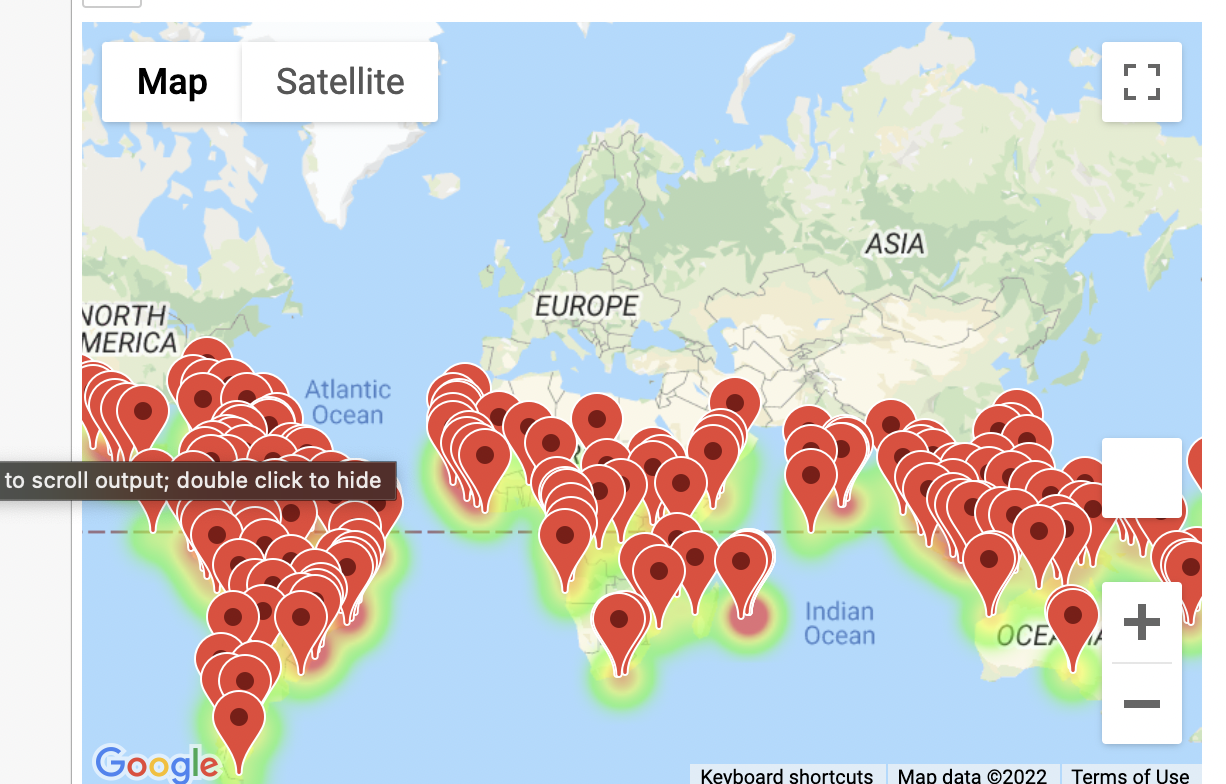 Map
Satellite
ASIA
EUROPE
NORTH
MERICA
Atlantic
Ocean
to scroll output; double click to hide
Indian
Ocean
Google
Keyboard shortcuts
Map data ©2022
Terms of Use